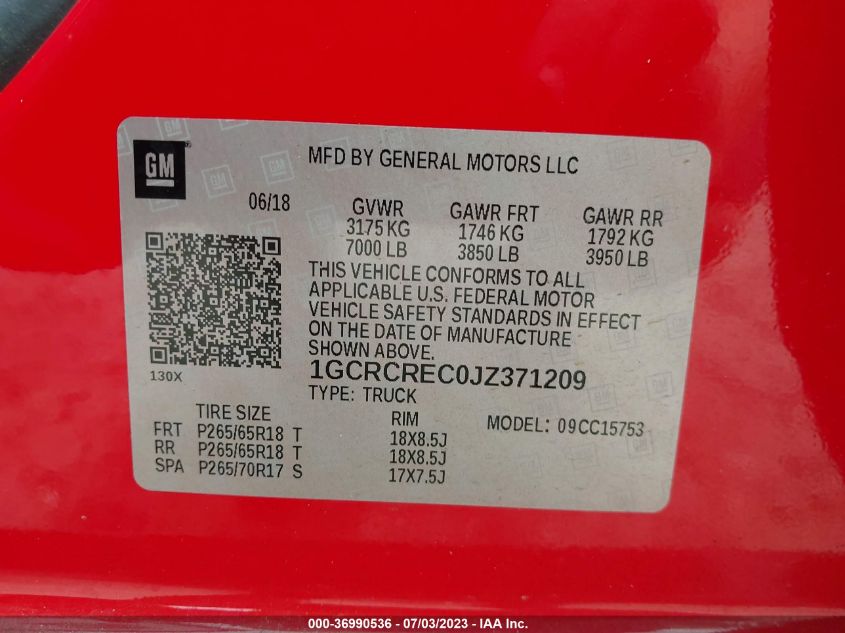 GM
MFD BY GENERAL MOTORS LLC
06/18
GVWR GAWR FRT GAWR RR
3175 KG 1746 KG 1792 KG
7000 LB 3850 LB 3950 LB
THIS VEHICLE CONFORMS TO ALL
APPLICABLE U.S. FEDERAL MOTOR
VEHICLE SAFETY STANDARDS IN EFFECT
ON THE DATE OF MANUFACTURE
SHOWN ABOVE.
130X
1GCRCREC0JZ371209
TYPE: TRUCK
TIRE SIZE RIM MODEL: 09CC15753
FRT P265/65R18 T 18X8.5J
RR P265/65R18 T 18X8.5J
SPA P265/70R17 S 17X7.5J
000-36990536 - 07/03/2023 - IAA Inc.